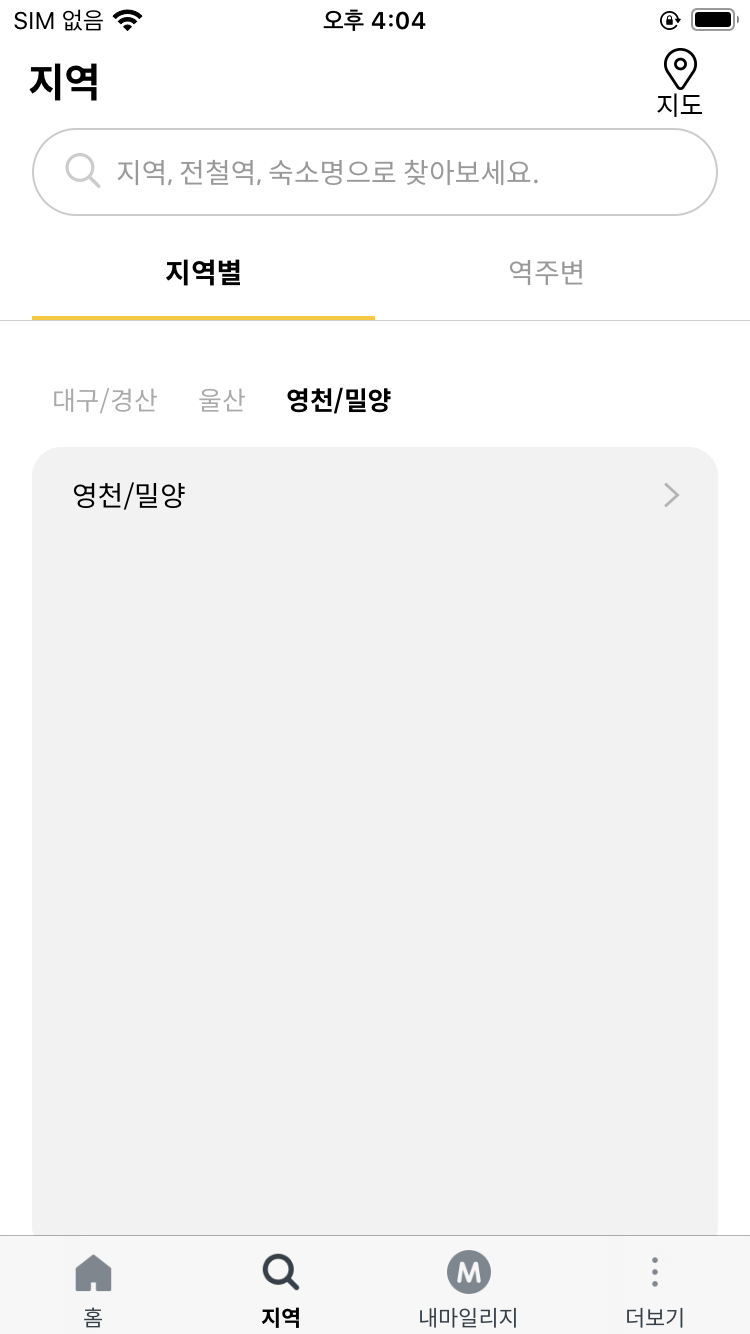 SIM 없음 오후 4:04
지역
지도
지역, 전철역, 숙소명으로 찾아보세요.
지역별 역주변
대구/경산 울산 영천/밀양
영천/밀양
M
홈 지역 내마일리지 더보기